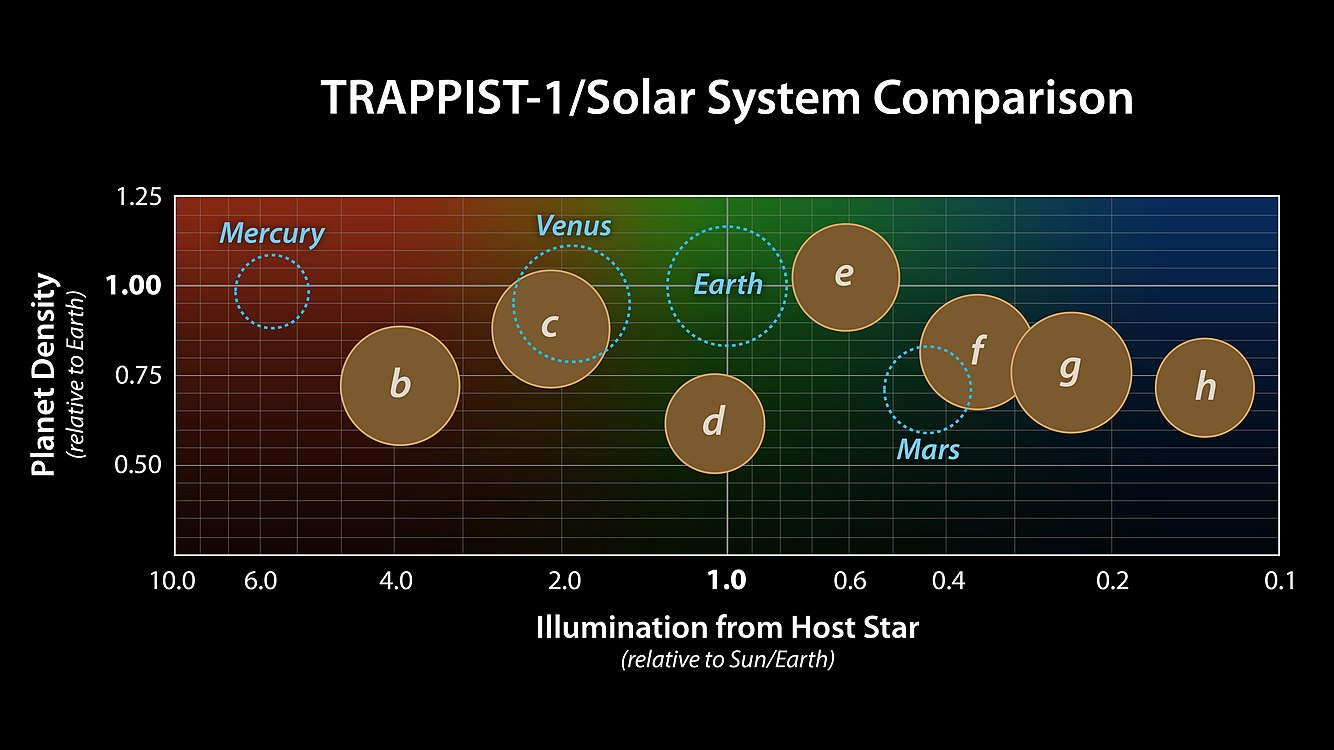 TRAPPIST-1/Solar System Comparison
1.25
1.00
0.75
0.50
Planet Density
(relative to Earth)
Mercury
Venus
Earth
Mars
b
c
d
e
f
g
h
10.0 6.0 4.0 2.0 1.0 0.6 0.4 0.2 0.1
Illumination from Host Star
(relative to Sun/Earth)